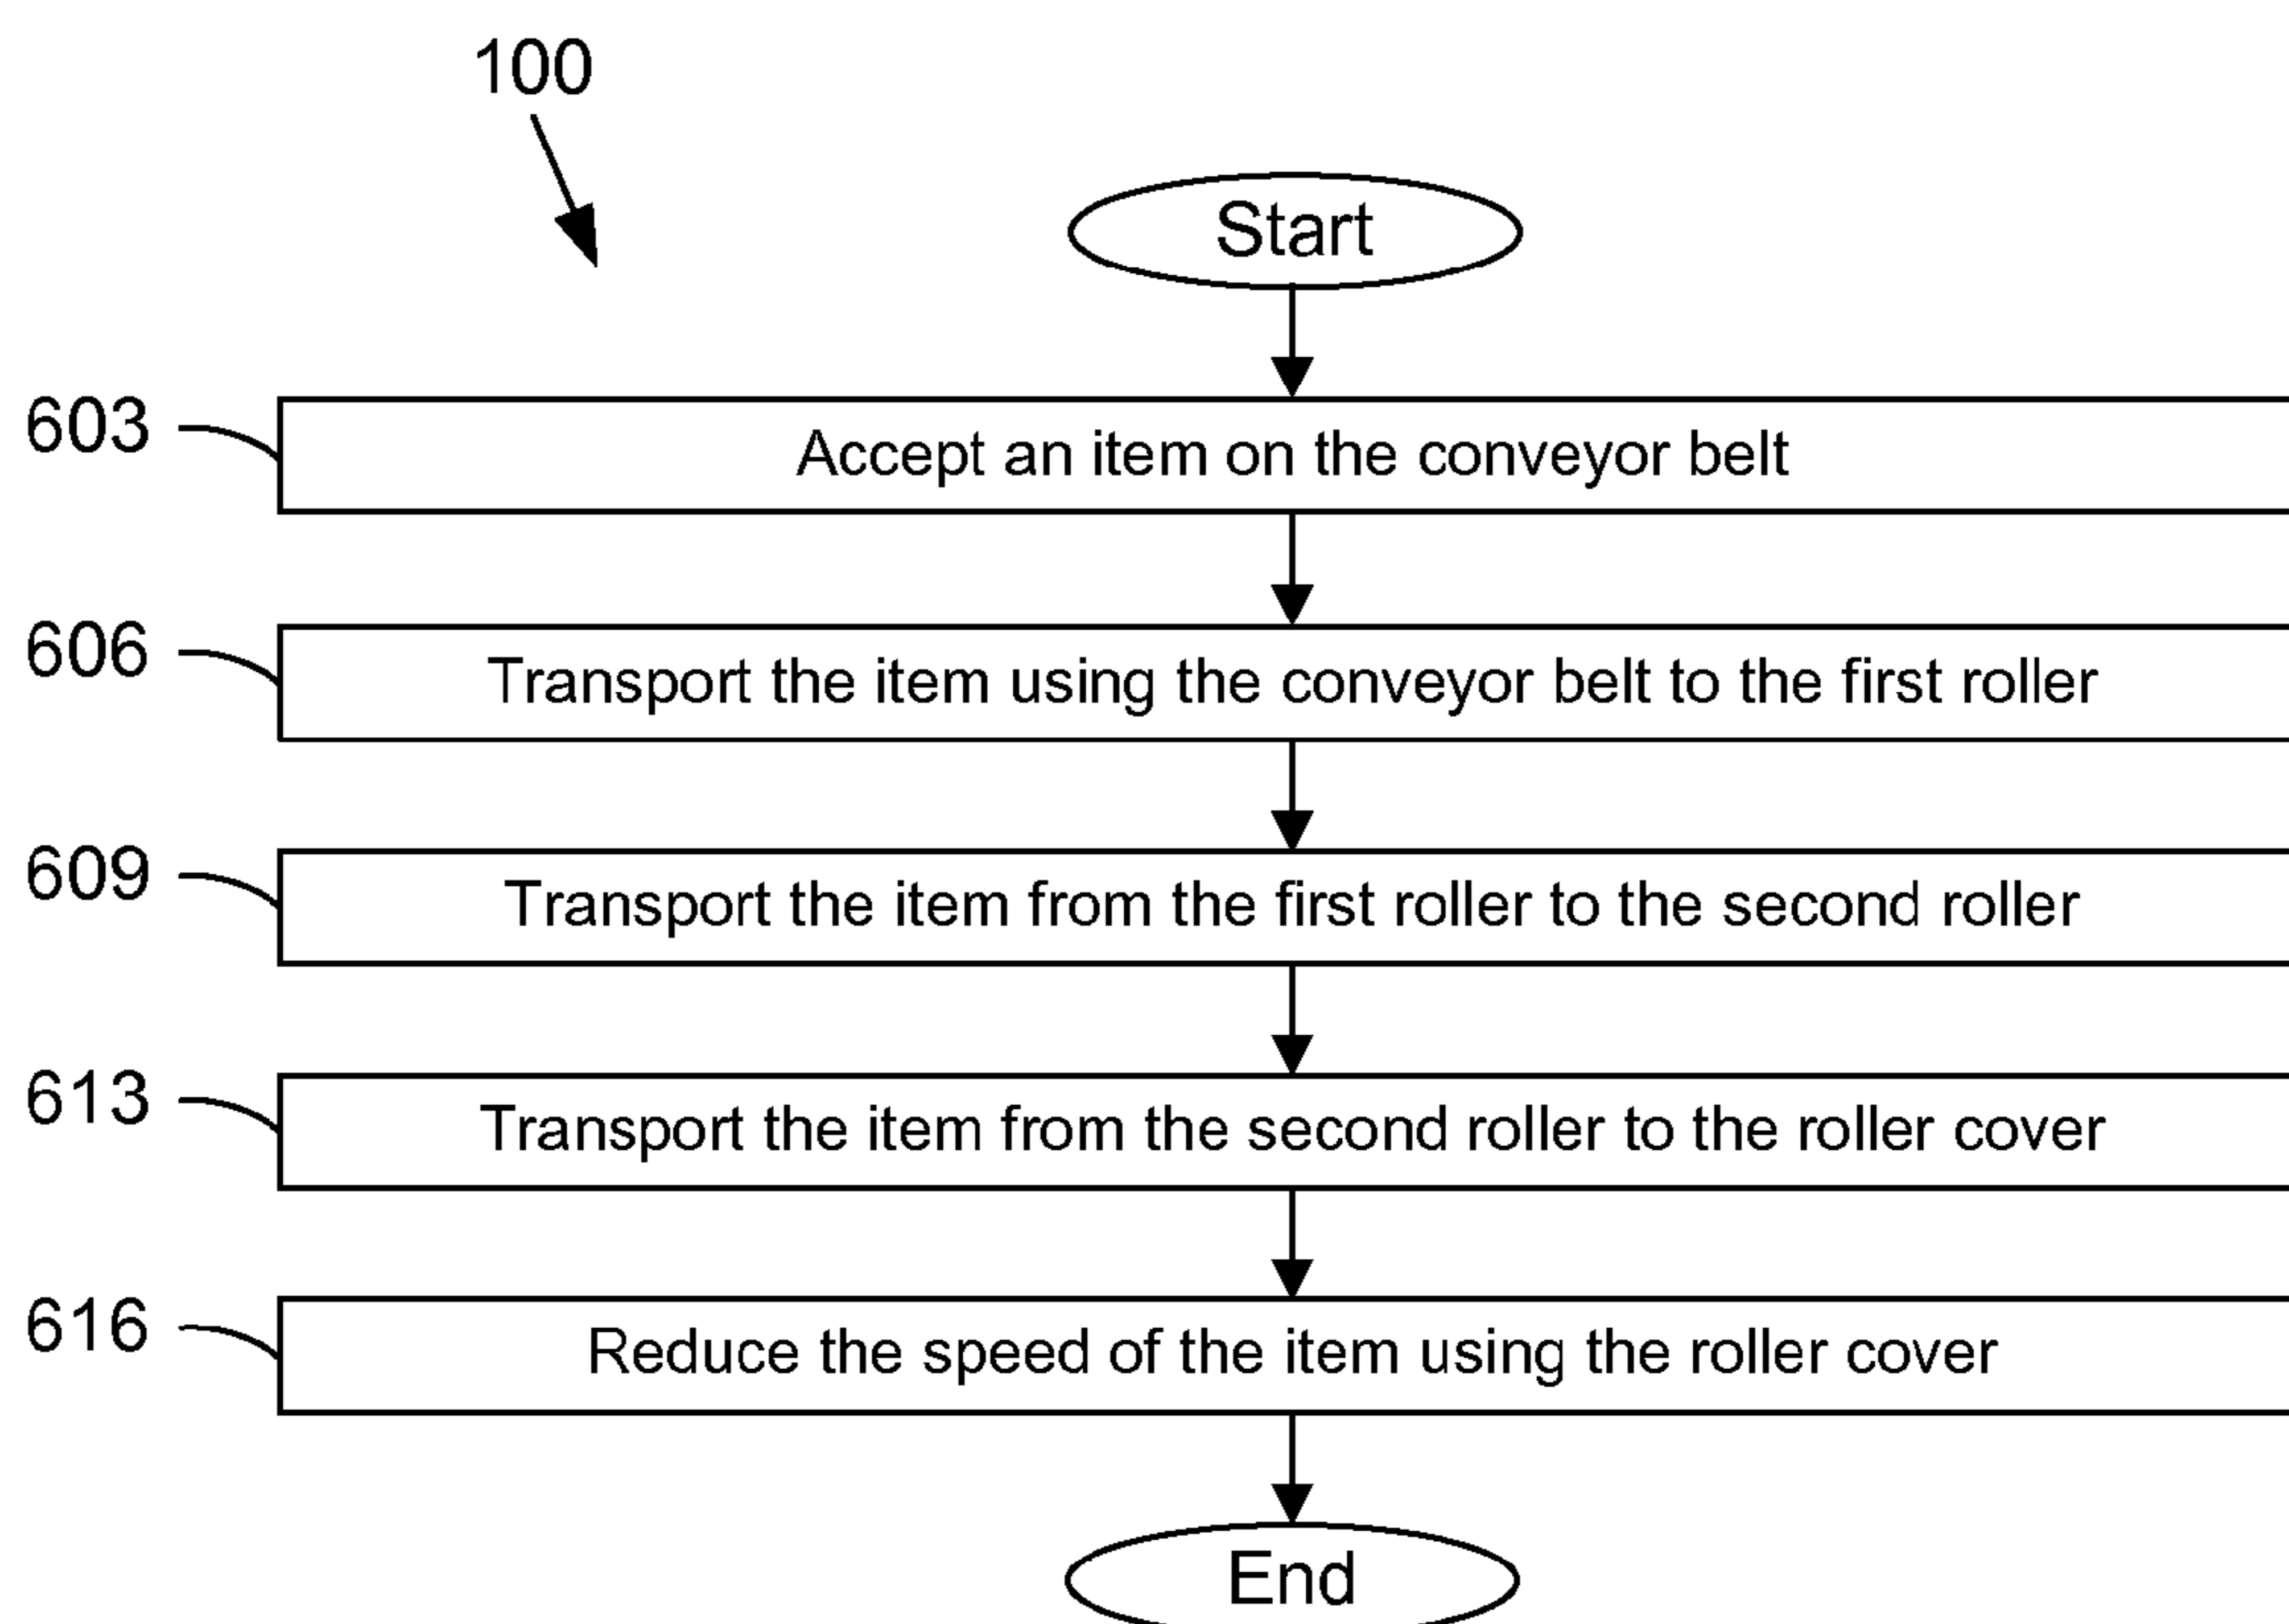 100
Start
603
Accept an item on the conveyor belt
606
Transport the item using the conveyor belt to the first roller
609
Transport the item from the first roller to the second roller
613
Transport the item from the second roller to the roller cover
616
Reduce the speed of the item using the roller cover
End